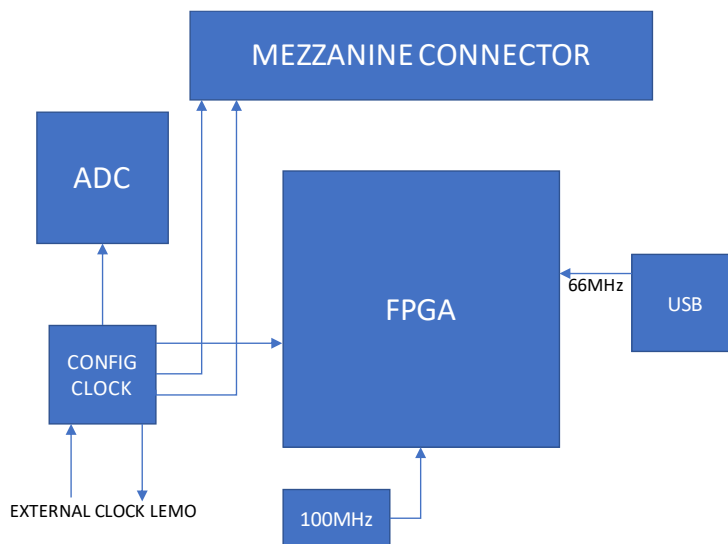 MEZZANINE CONNECTOR
ADC
FPGA
66MHz
USB
CONFIG
CLOCK
EXTERNAL CLOCK LEMO
100MHz